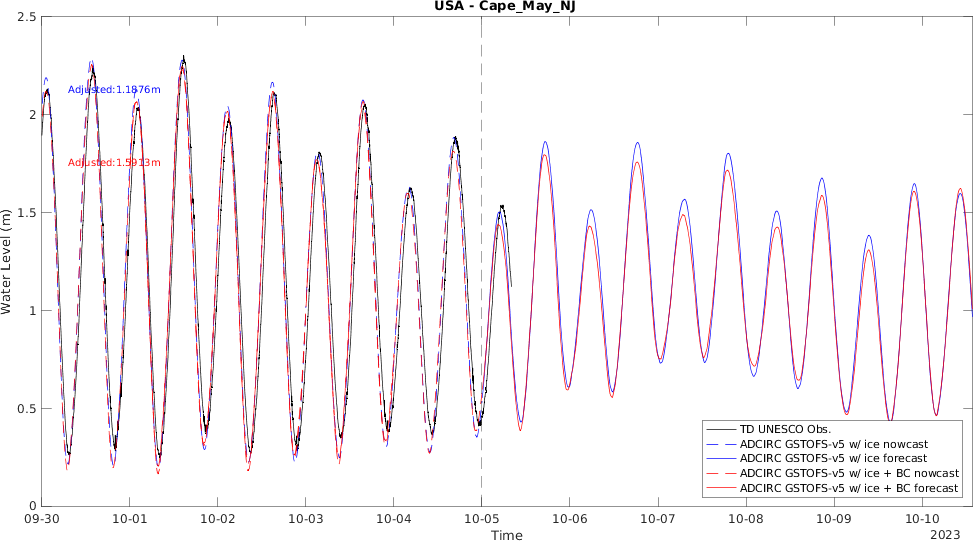 USA - Cape_May_NJ
2.5
2
1.5
1
0.5
0
Water Level (m)
Adjusted:1.1876m
Adjusted:1.5913m
TD UNESCO Obs.
ADCIRC GSTOFS-v5 w/ ice nowcast
ADCIRC GSTOFS-v5 w/ ice forecast
ADCIRC GSTOFS-v5 w/ ice + BC nowcast
ADCIRC GSTOFS-v5 w/ ice + BC forecast
09-30 10-01 10-02 10-03 10-04 10-05 10-06 10-07 10-08 10-09 10-10
Time
2023